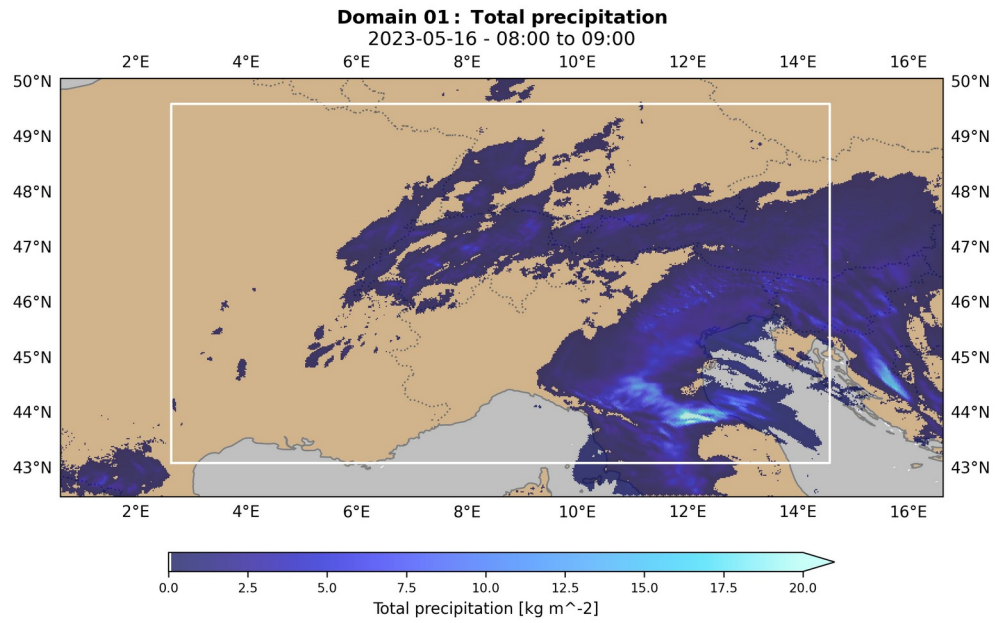 Domain 01: Total precipitation
2023-05-16 - 08:00 to 09:00
2°E 4°E 6°E 8°E 10°E 12°E 14°E 16°E
50°N 50°N
49°N 49°N
48°N 48°N
47°N 47°N
46°N 46°N
45°N 45°N
44°N 44°N
43°N 43°N
2°E 4°E 6°E 8°E 10°E 12°E 14°E 16°E
0.0 2.5 5.0 7.5 10.0 12.5 15.0 17.5 20.0
Total precipitation [kg m^-2]